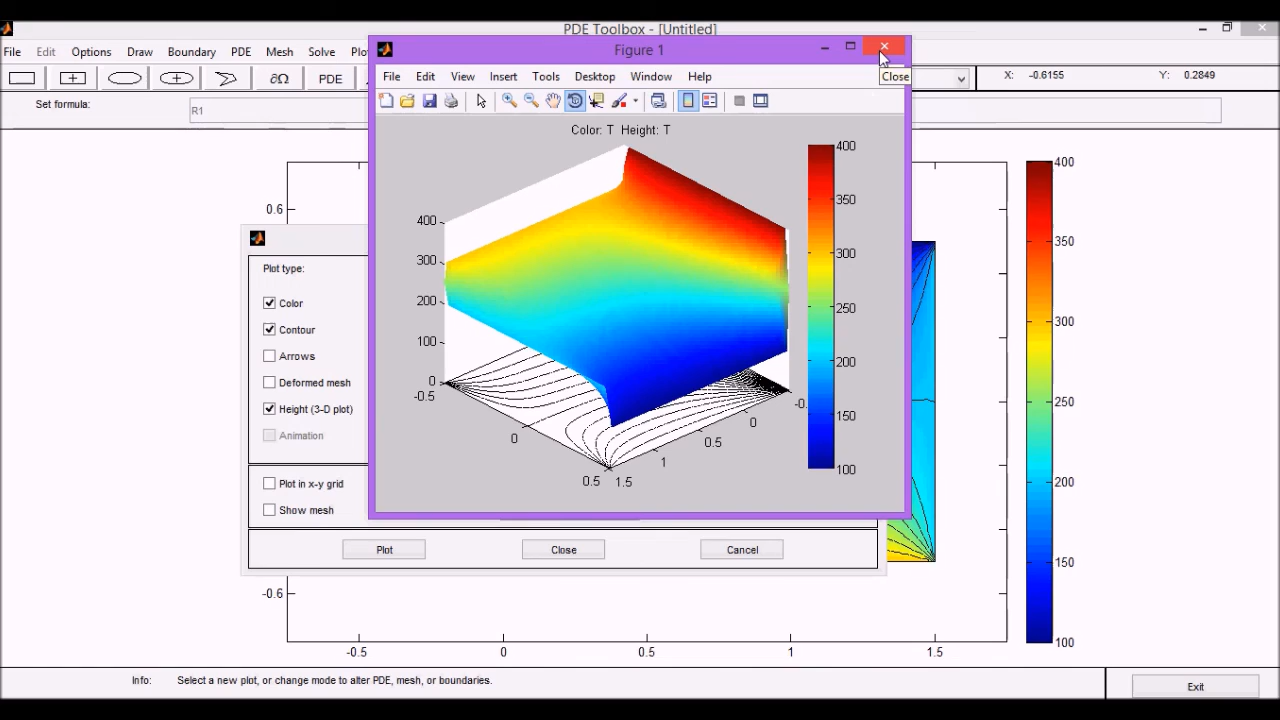 PDE Toolbox - [Untitled]
File Edit Options Draw Boundary PDE Mesh Solve
Figure 1
∂Ω PDE
X: -0.6155 Y: 0.2849
Close
Set formula: R1
File Edit View Insert Tools Desktop Window Help
Color: T Height: T
400
350
300
250
200
150
100
400
300
200
100
0
-0.5
0
0.5
1.5
1
0.5
0
Plot type:
Color
Contour
Arrows
Deformed mesh
Height (3-D plot)
Animation
Plot in x-y grid
Show mesh
Plot Close Cancel
0.6
-0.6
-0.5 0 0.5 1 1.5
400
350
300
250
200
150
100
Info: Select a new plot, or change mode to alter PDE, mesh, or boundaries.
Exit